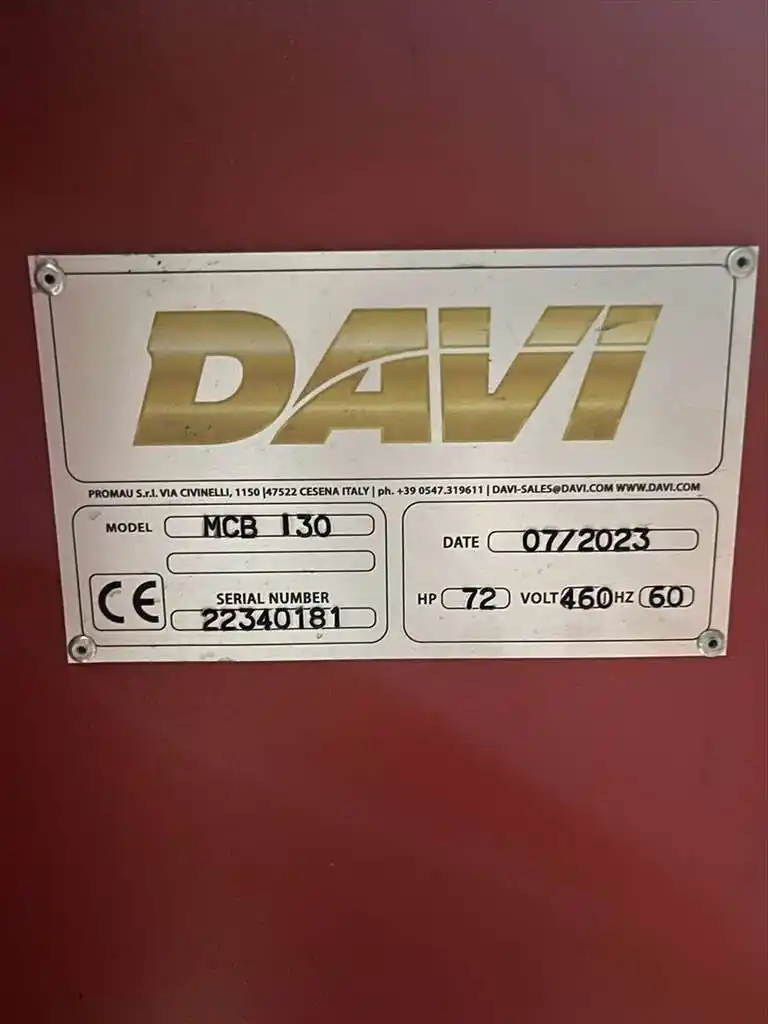 DAVI
PROMAU S.r.l. VIA CIVINELLI, 1150 |47522 CESENA ITALY | ph. +39 0547.319611 | DAVI-SALES@DAVI.COM WWW.DAVI.COM
MODEL MCB 130
DATE 07/2023
CE
SERIAL NUMBER
22340181
HP 72 VOLT 460 HZ 60